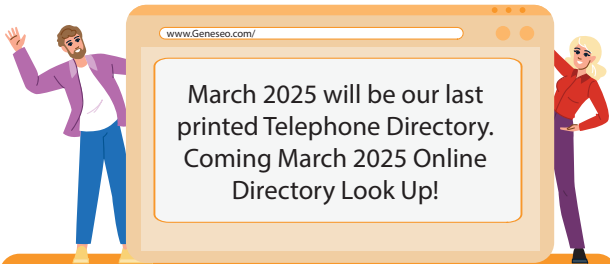 www.Geneseo.com/
March 2025 will be our last
printed Telephone Directory.
Coming March 2025 Online
Directory Look Up!